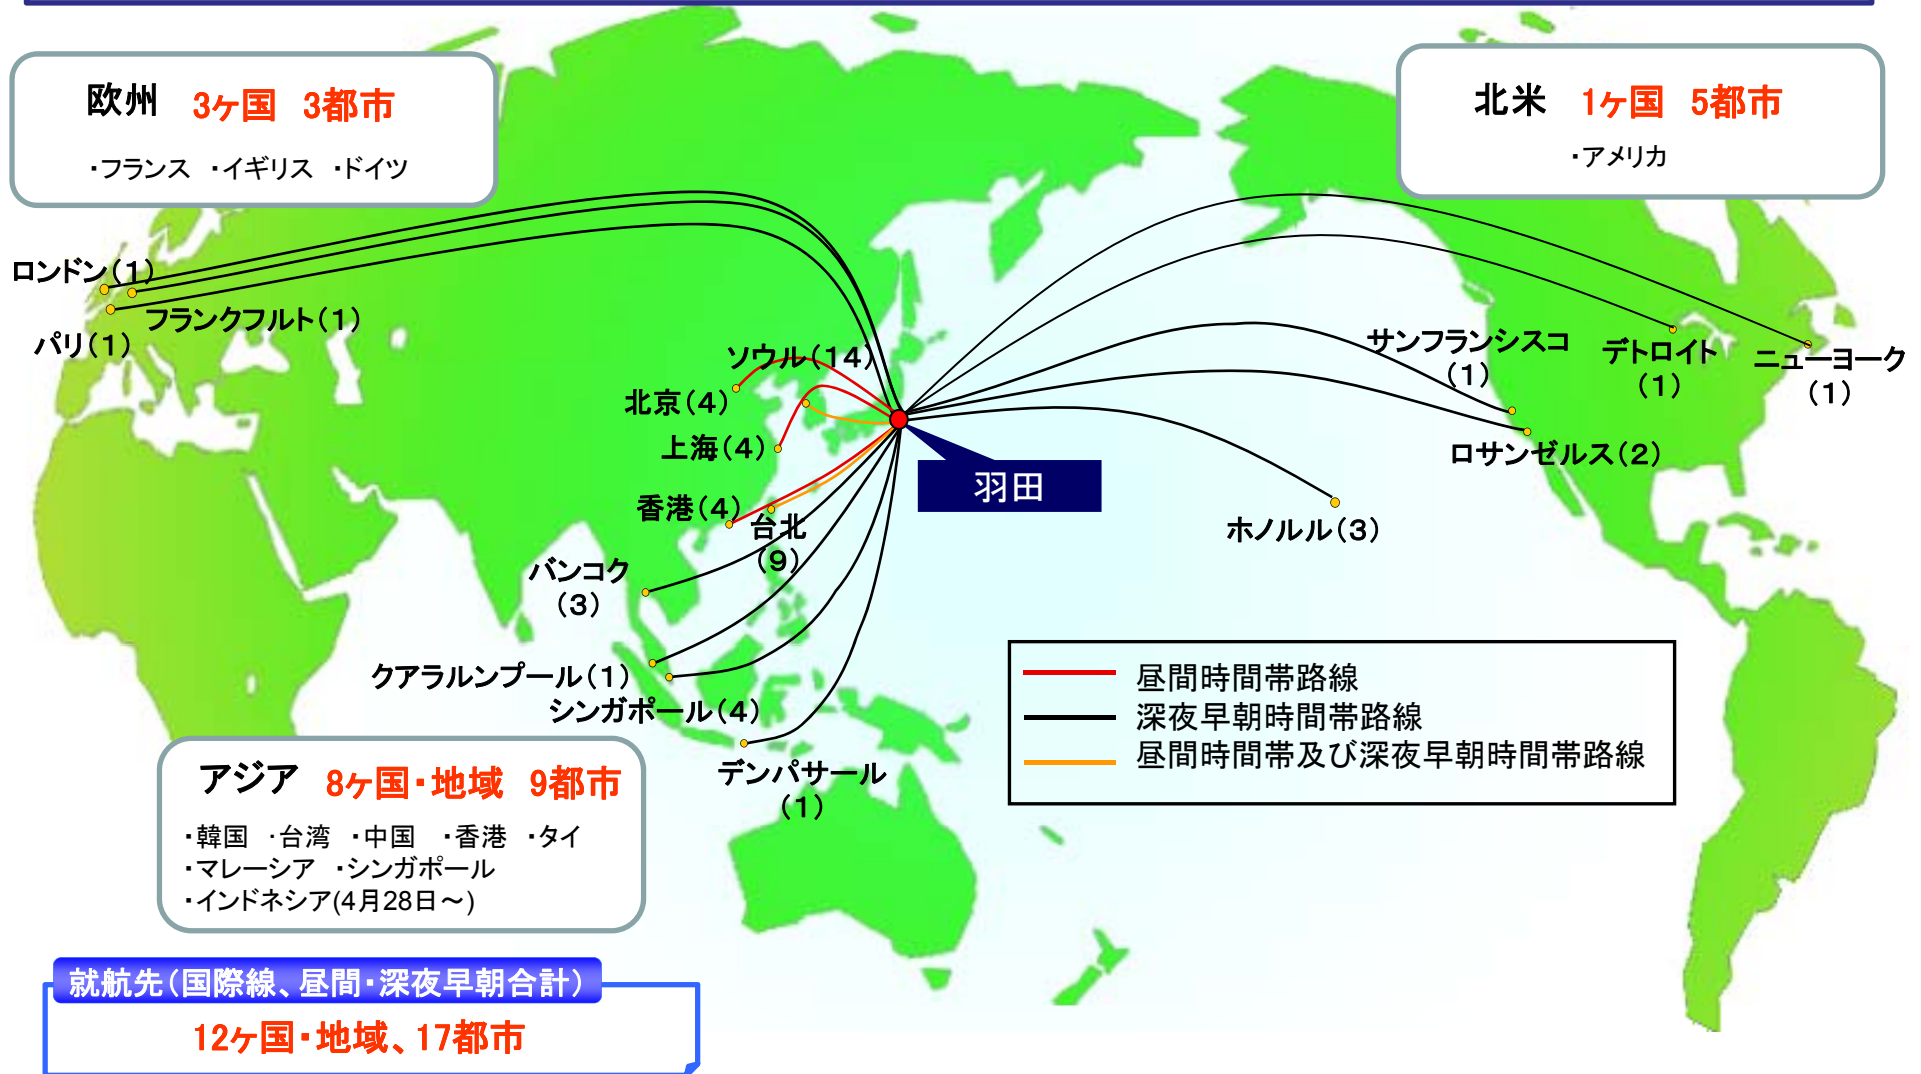 欧州 3ヶ国 3都市
・フランス ・イギリス ・ドイツ
北米 1ヶ国 5都市
・アメリカ
ロンドン(1)
フランクフルト(1)
パリ(1)
ソウル(14)
北京(4)
上海(4)
香港(4)
台北
(9)
バンコク
(3)
クアラルンプール(1)
シンガポール(4)
デンパサール
(1)
羽田
サンフランシスコ
(1)
デトロイト
(1)
ニューヨーク
(1)
ロサンゼルス(2)
ホノルル(3)
昼間時間帯路線
深夜早朝時間帯路線
昼間時間帯及び深夜早朝時間帯路線
アジア 8ヶ国・地域 9都市
・韓国 ・台湾 ・中国 ・香港 ・タイ
・マレーシア ・シンガポール
・インドネシア(4月28日～)
就航先(国際線、昼間・深夜早朝合計)
12ヶ国・地域、17都市